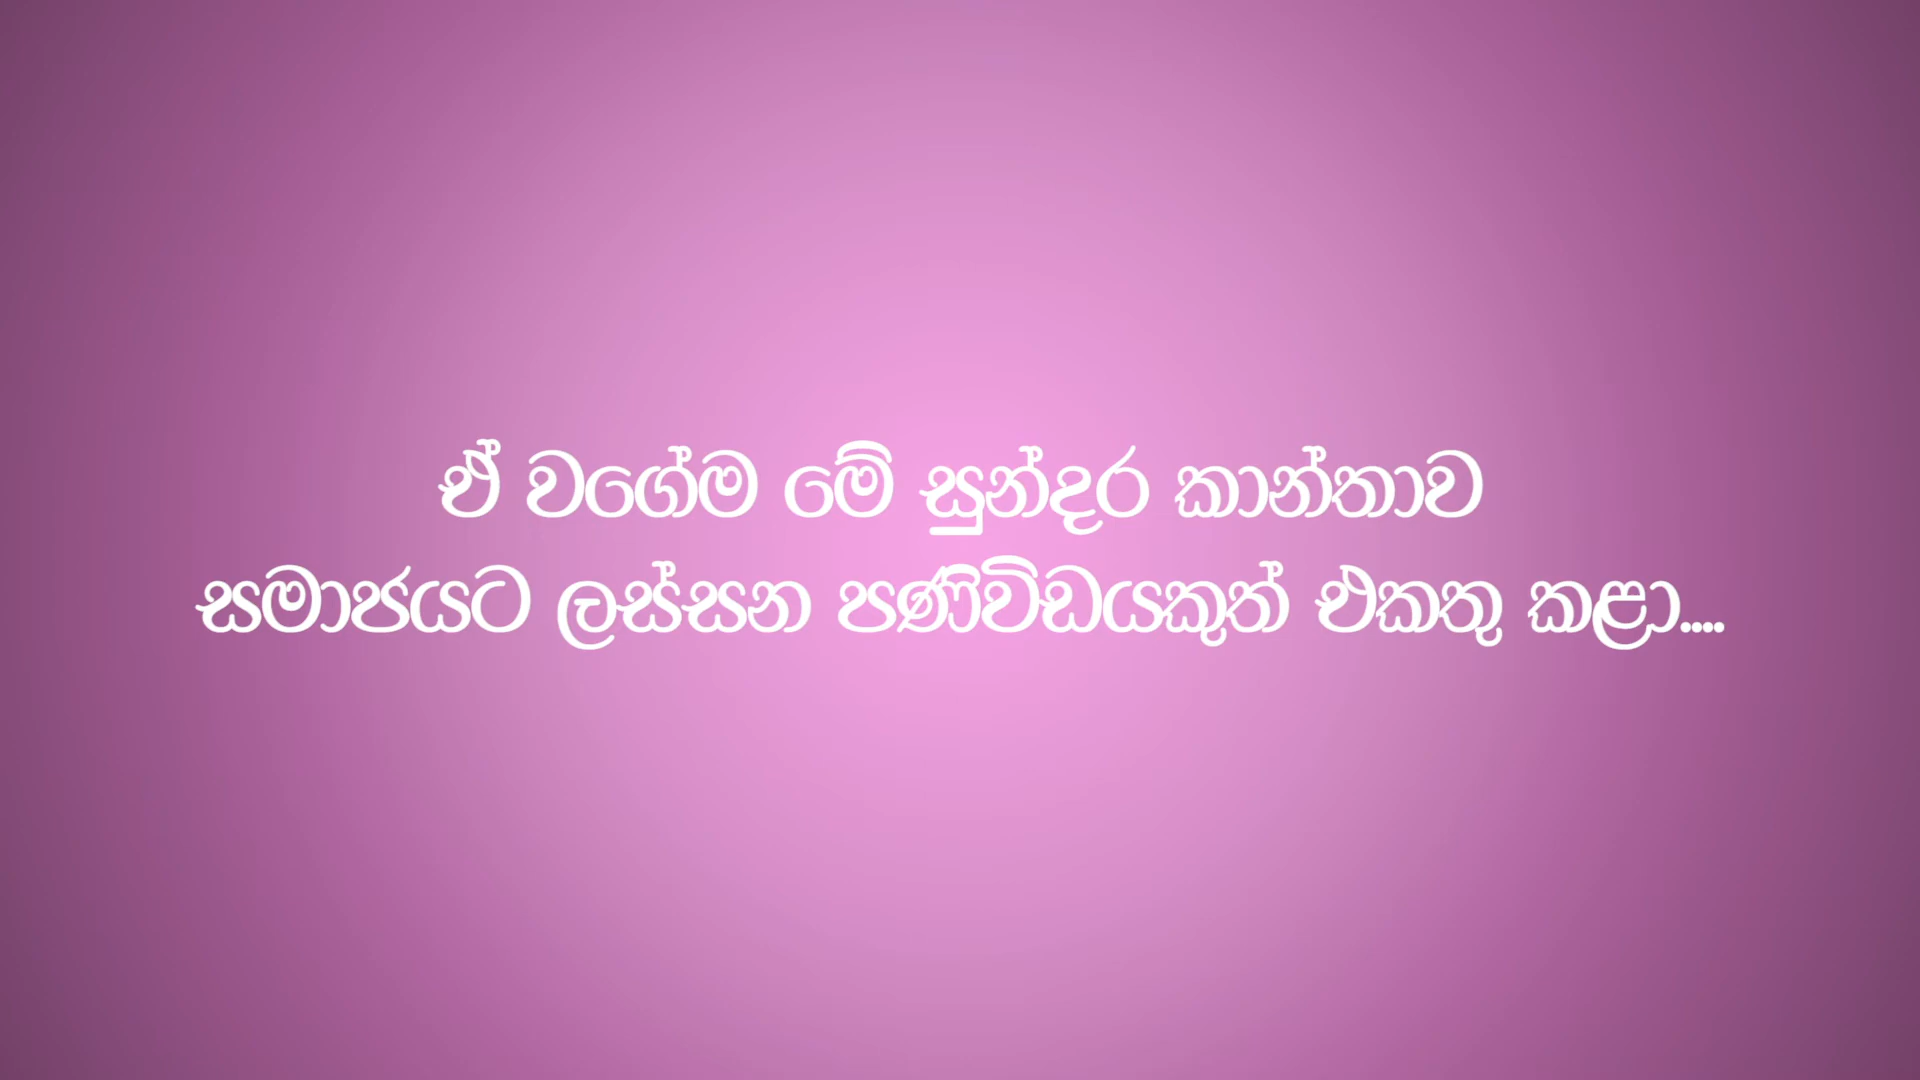 ඒ වගේම මේ සුන්දර කාන්තාව
සමාජයට ලස්සන පණිවිඩයකුත් එකතු කළා....